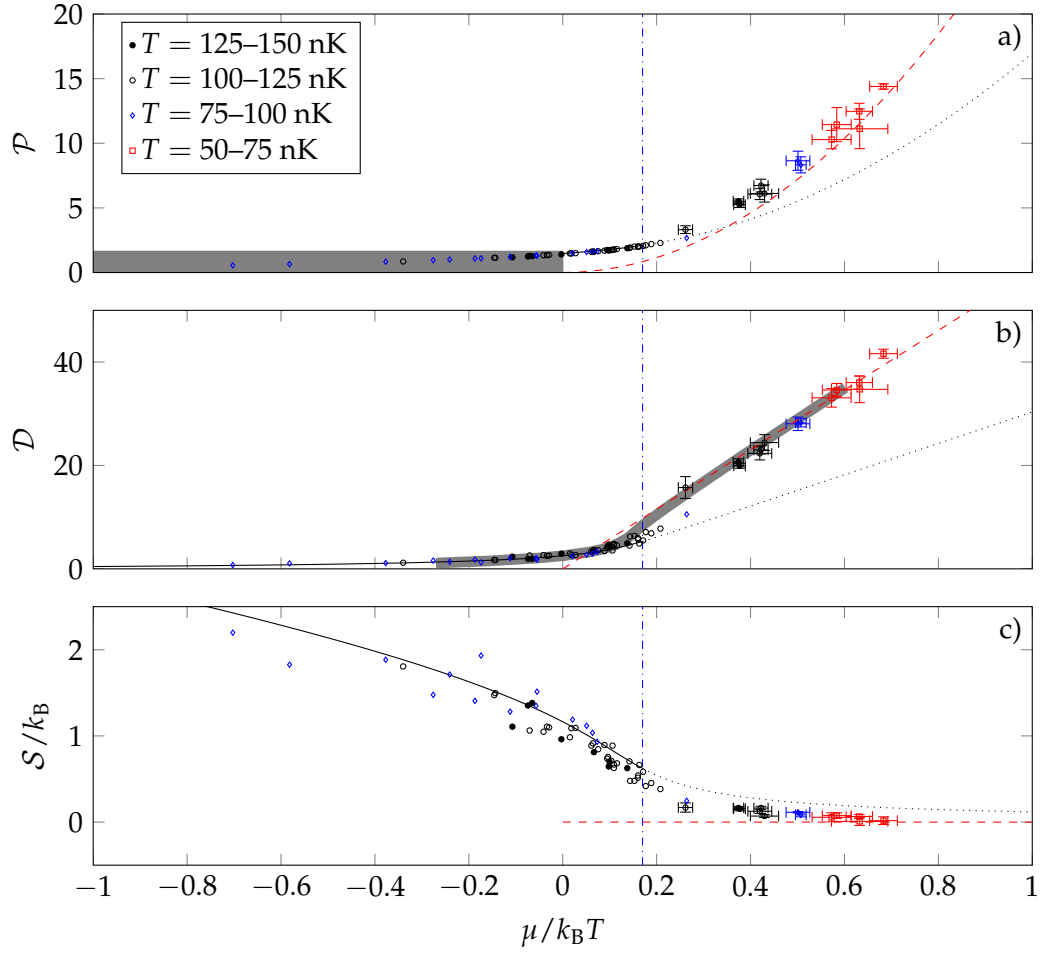 20
15
10
5
0
𝒫
a)
T = 125–150 nK
T = 100–125 nK
T = 75–100 nK
T = 50–75 nK
40
20
0
𝒟
b)
2
1
0
𝒮/k_B
c)
−1 −0.8 −0.6 −0.4 −0.2 0 0.2 0.4 0.6 0.8 1
μ/k_BT